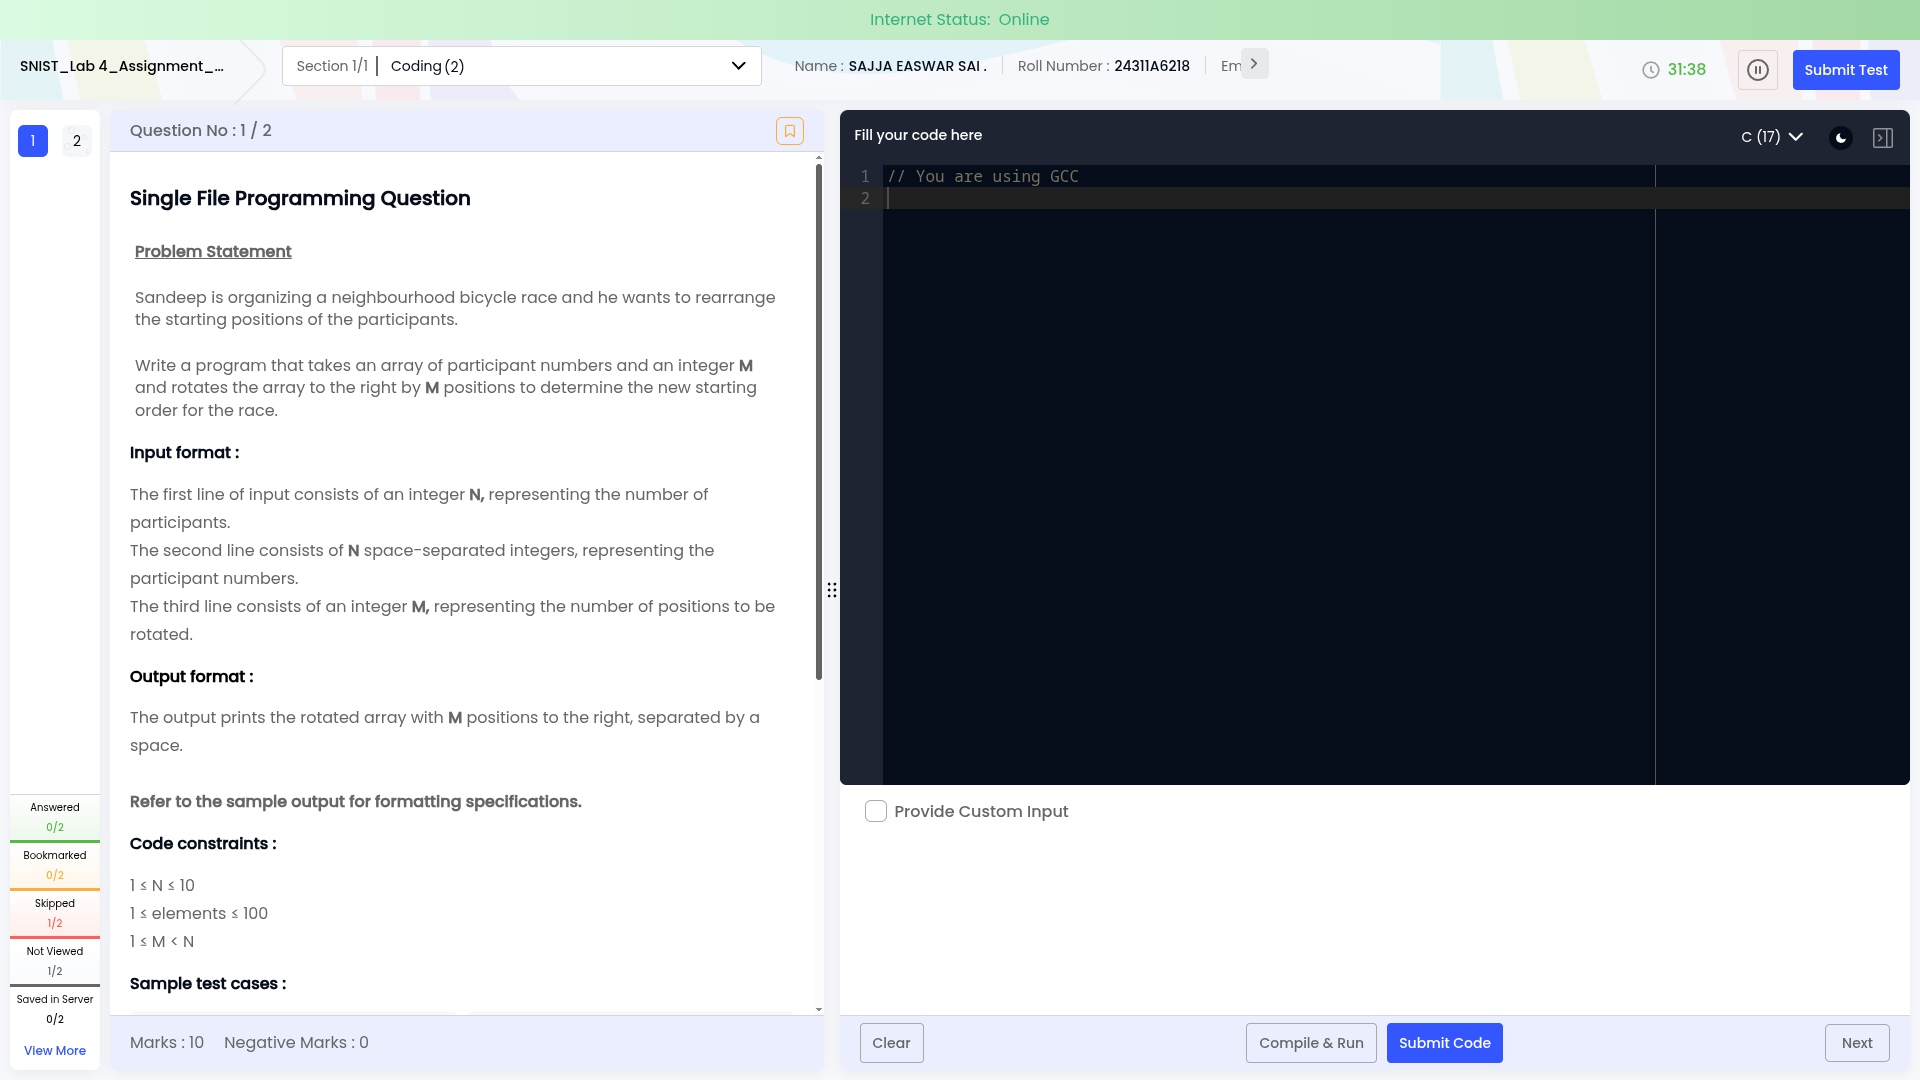 Internet Status: Online
SNIST_Lab 4_Assignment_...
Section 1/1 | Coding (2)
Name : SAJJA EASWAR SAI .
Roll Number : 24311A6218
Em
31:38
Submit Test
1
2
Question No : 1 / 2
Single File Programming Question
Problem Statement
Sandeep is organizing a neighbourhood bicycle race and he wants to rearrange
the starting positions of the participants.
Write a program that takes an array of participant numbers and an integer M
and rotates the array to the right by M positions to determine the new starting
order for the race.
Input format :
The first line of input consists of an integer N, representing the number of
participants.
The second line consists of N space-separated integers, representing the
participant numbers.
The third line consists of an integer M, representing the number of positions to be
rotated.
Output format :
The output prints the rotated array with M positions to the right, separated by a
space.
Refer to the sample output for formatting specifications.
Code constraints :
1 ≤ N ≤ 10
1 ≤ elements ≤ 100
1 ≤ M < N
Sample test cases :
Marks : 10
Negative Marks : 0
Answered
0/2
Bookmarked
0/2
Skipped
1/2
Not Viewed
1/2
Saved in Server
0/2
View More
Fill your code here
C (17)
1 // You are using GCC
2
Provide Custom Input
Clear
Compile & Run
Submit Code
Next